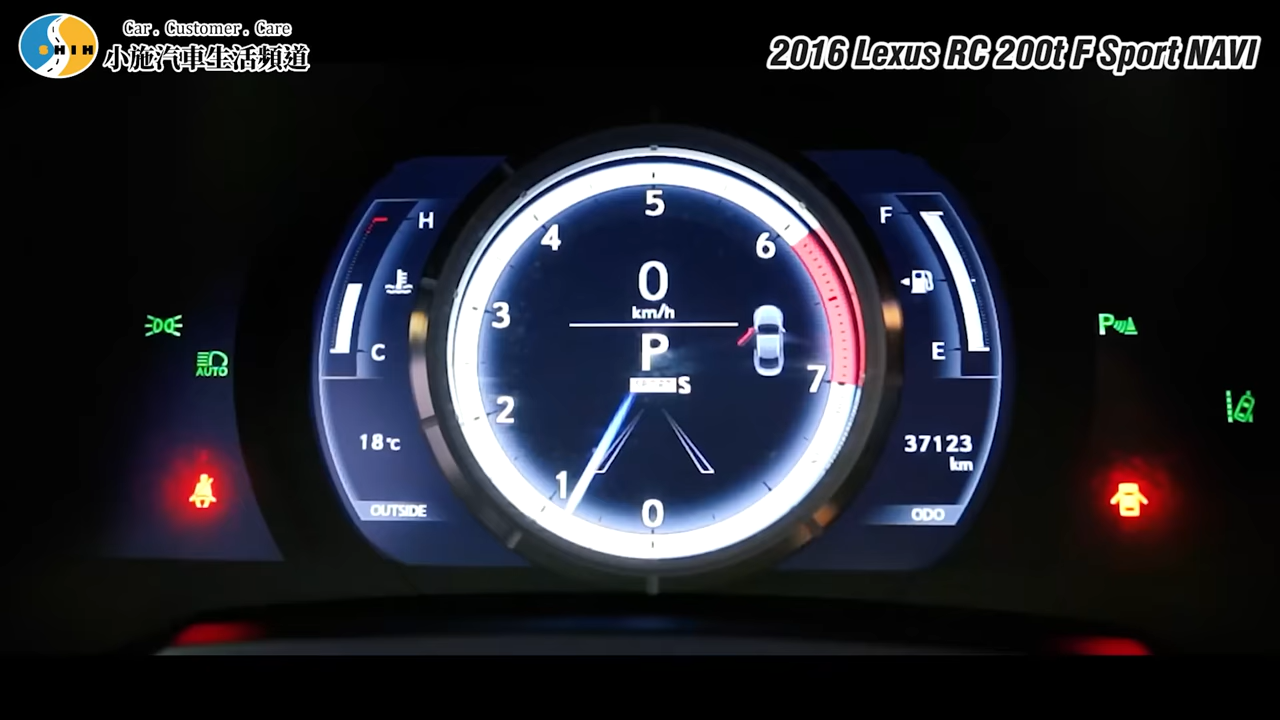 Car . Customer . Care
SHIH
小施汽車生活頻道
2016 Lexus RC 200t F Sport NAVI
H
C
18℃
OUTSIDE
AUTO
0
1
2
3
4
5
6
7
0
km/h
P
S
F
E
37123
km
ODO
P